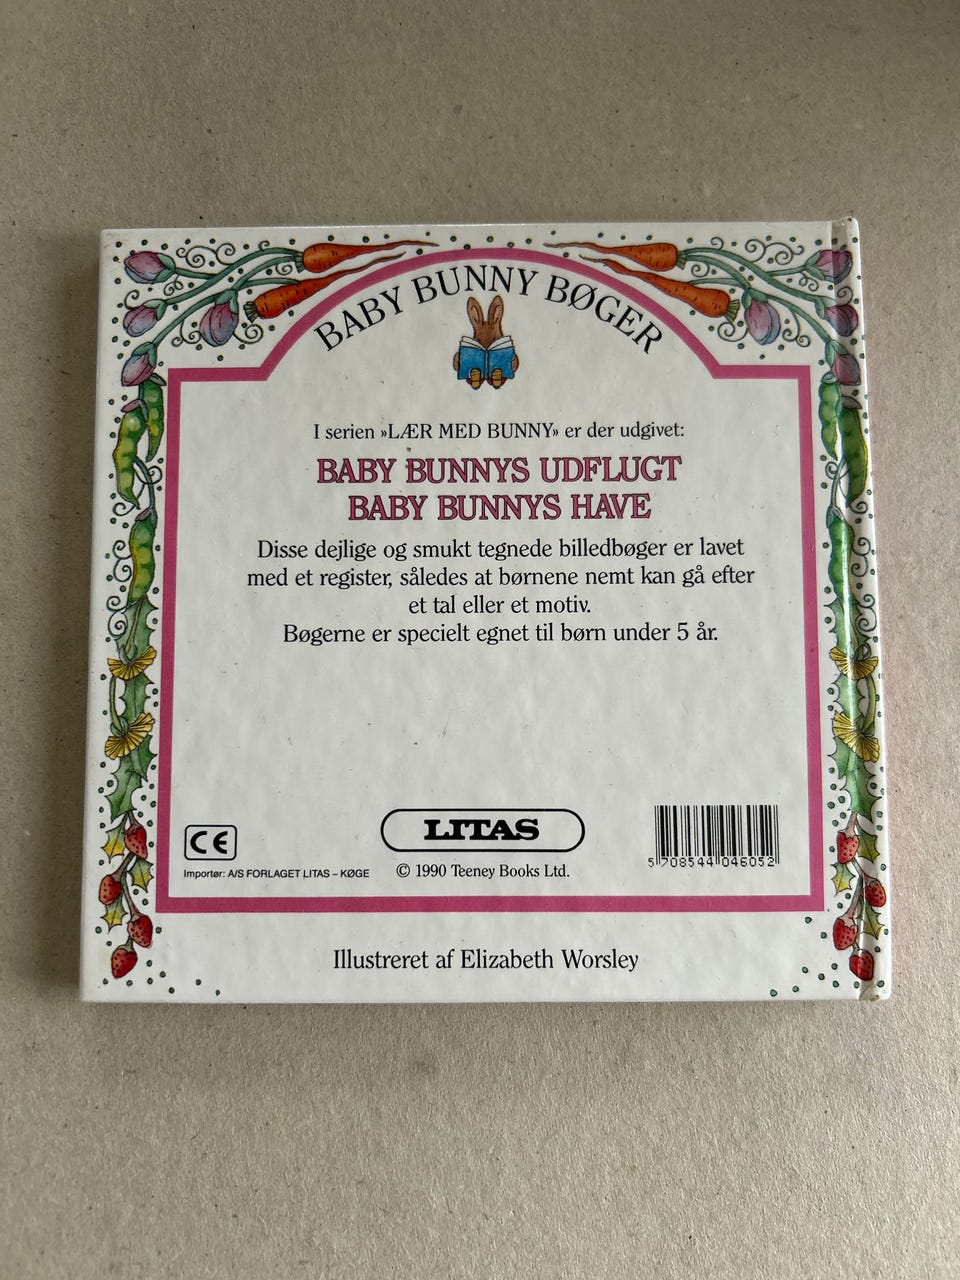 BABY BUNNY BØGER
I serien »LÆR MED BUNNY» er der udgivet:
BABY BUNNYS UDFLUGT
BABY BUNNYS HAVE
Disse dejlige og smukt tegnede billedbøger er lavet
med et register, således at børnene nemt kan gå efter
et tal eller et motiv.
Bøgerne er specielt egnet til børn under 5 år.
CE
LITAS
Importør: A/S FORLAGET LITAS – KØGE
© 1990 Teeney Books Ltd.
5 708544 046052
Illustreret af Elizabeth Worsley